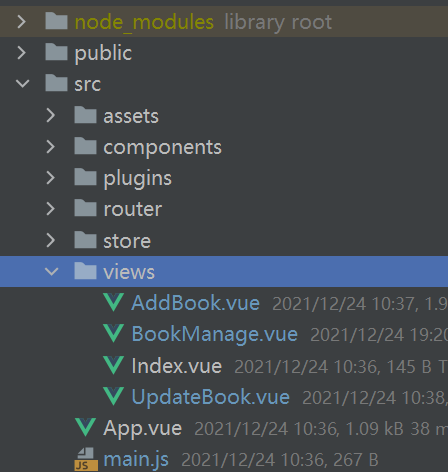 node_modules library root
public
src
assets
components
plugins
router
store
views
AddBook.vue 2021/12/24 10:37, 1.9
BookManage.vue 2021/12/24 19:20
Index.vue 2021/12/24 10:36, 145 B T
UpdateBook.vue 2021/12/24 10:38,
App.vue 2021/12/24 10:36, 1.09 kB 38 m
JS main.js 2021/12/24 10:36, 267 B